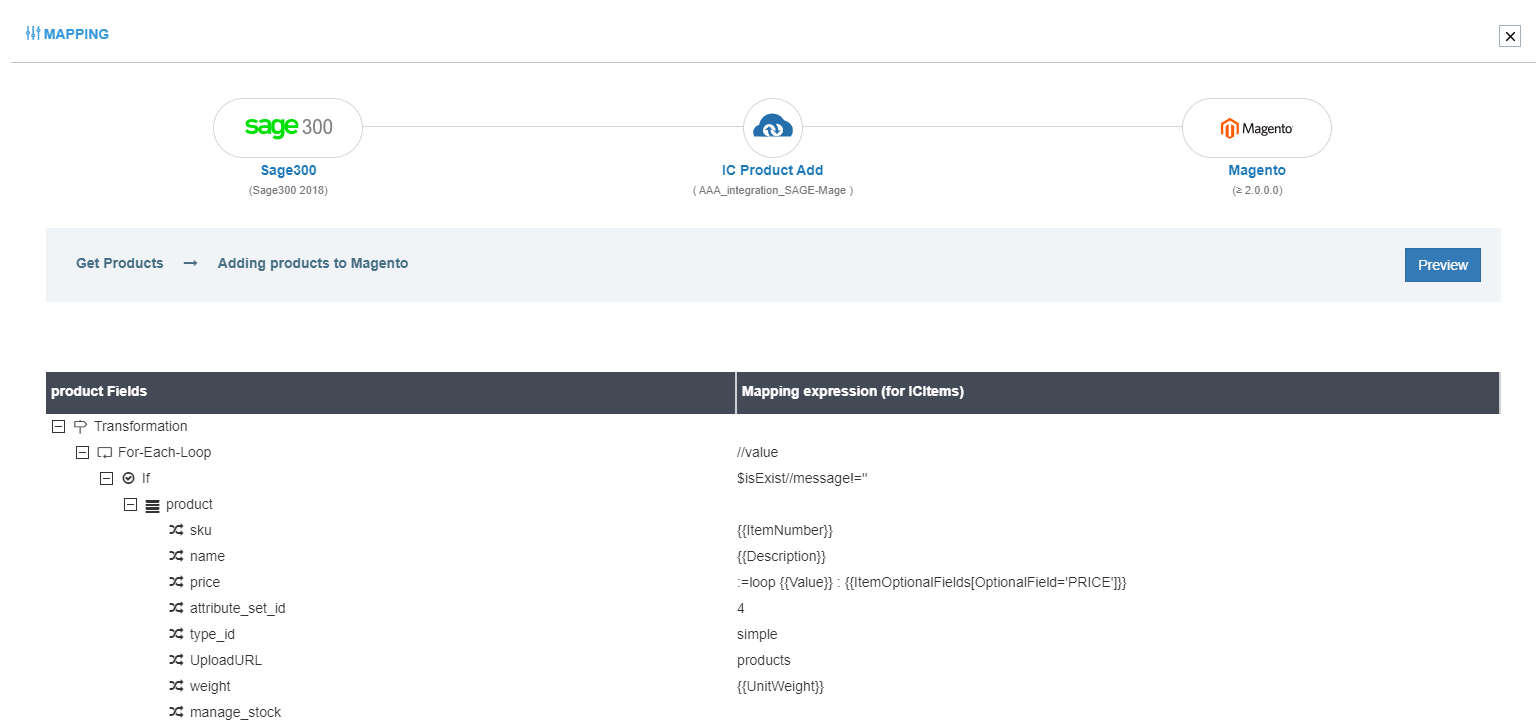 MAPPING
sage 300
Magento
Sage300
IC Product Add
Magento
(Sage300 2018)
( AAA_integration_SAGE-Mage )
(≥ 2.0.0.0)
Get Products → Adding products to Magento
Preview
product Fields
Mapping expression (for ICItems)
Transformation
For-Each-Loop //value
If $isExist//message!=''
product
sku {{ItemNumber}}
name {{Description}}
price :=loop {{Value}} : {{ItemOptionalFields[OptionalField='PRICE']}}
attribute_set_id 4
type_id simple
UploadURL products
weight {{UnitWeight}}
manage_stock